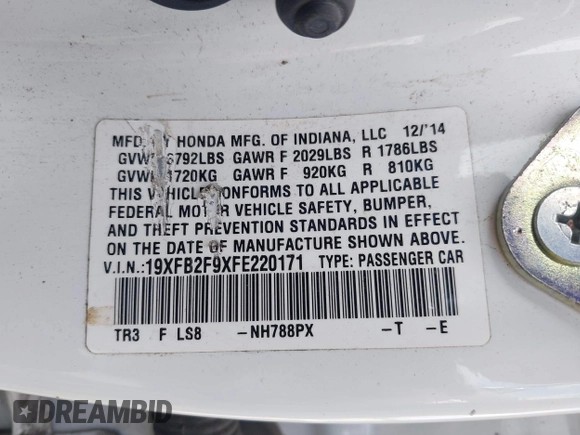 MFD. BY HONDA MFG. OF INDIANA, LLC 12/'14
3792LBS GAWR F 2029LBS R 1786LBS
1720KG GAWR F 920KG R 810KG
THIS VEHICLE CONFORMS TO ALL APPLICABLE
FEDERAL MOTOR VEHICLE SAFETY, BUMPER,
AND THEFT PREVENTION STANDARDS IN EFFECT
ON THE DATE OF MANUFACTURE SHOWN ABOVE.
V.I.N.:19XFB2F9XFE220171 TYPE: PASSENGER CAR
TR3 F LS8 -NH788PX -T -E
DREAMBID